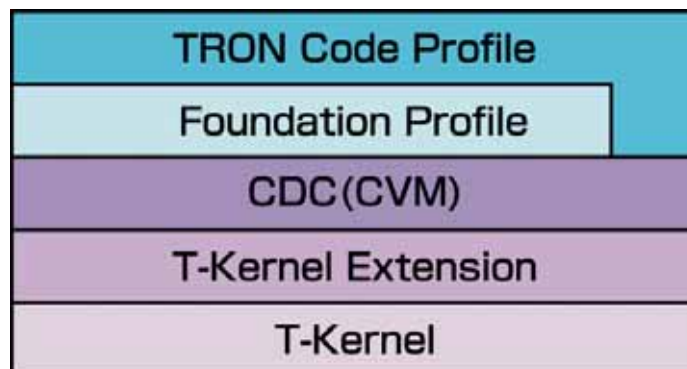 TRON Code Profile
Foundation Profile
CDC(CVM)
T-Kernel Extension
T-Kernel